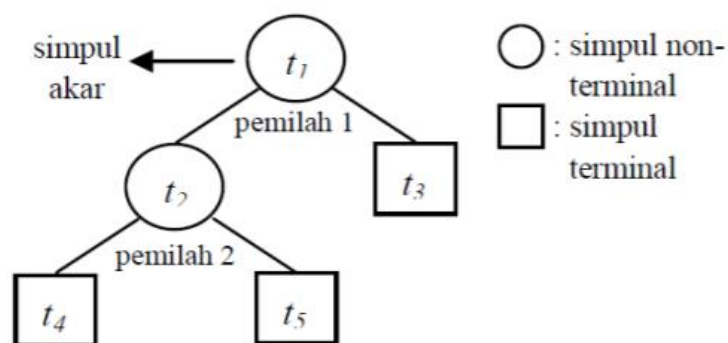 simpul
akar
t1
pemilah 1
t2
t3
pemilah 2
t4
t5
: simpul non-
terminal
: simpul
terminal